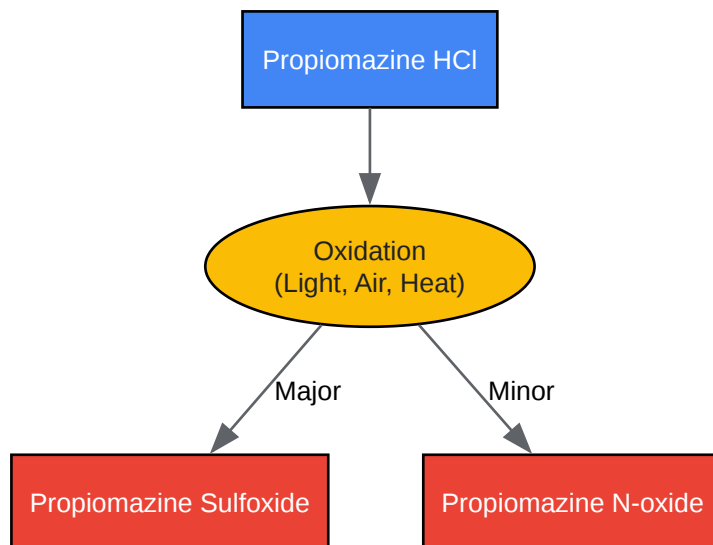 Propiomazine HCl
Oxidation
(Light, Air, Heat)
Major
Minor
Propiomazine Sulfoxide
Propiomazine N-oxide